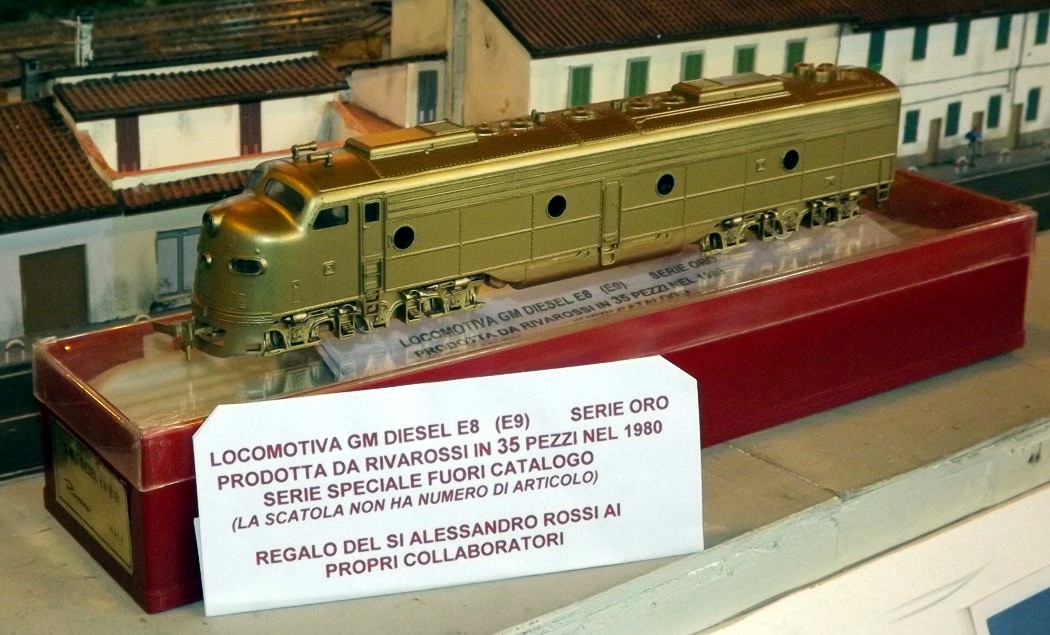 LOCOMOTIVA GM DIESEL E8 (E9) SERIE ORO
PRODOTTA DA RIVAROSSI IN 35 PEZZI NEL 1980
LOCOMOTIVA GM DIESEL E8 (E9) SERIE ORO
PRODOTTA DA RIVAROSSI IN 35 PEZZI NEL 1980
SERIE SPECIALE FUORI CATALOGO
(LA SCATOLA NON HA NUMERO DI ARTICOLO)
REGALO DEL SI ALESSANDRO ROSSI AI
PROPRI COLLABORATORI